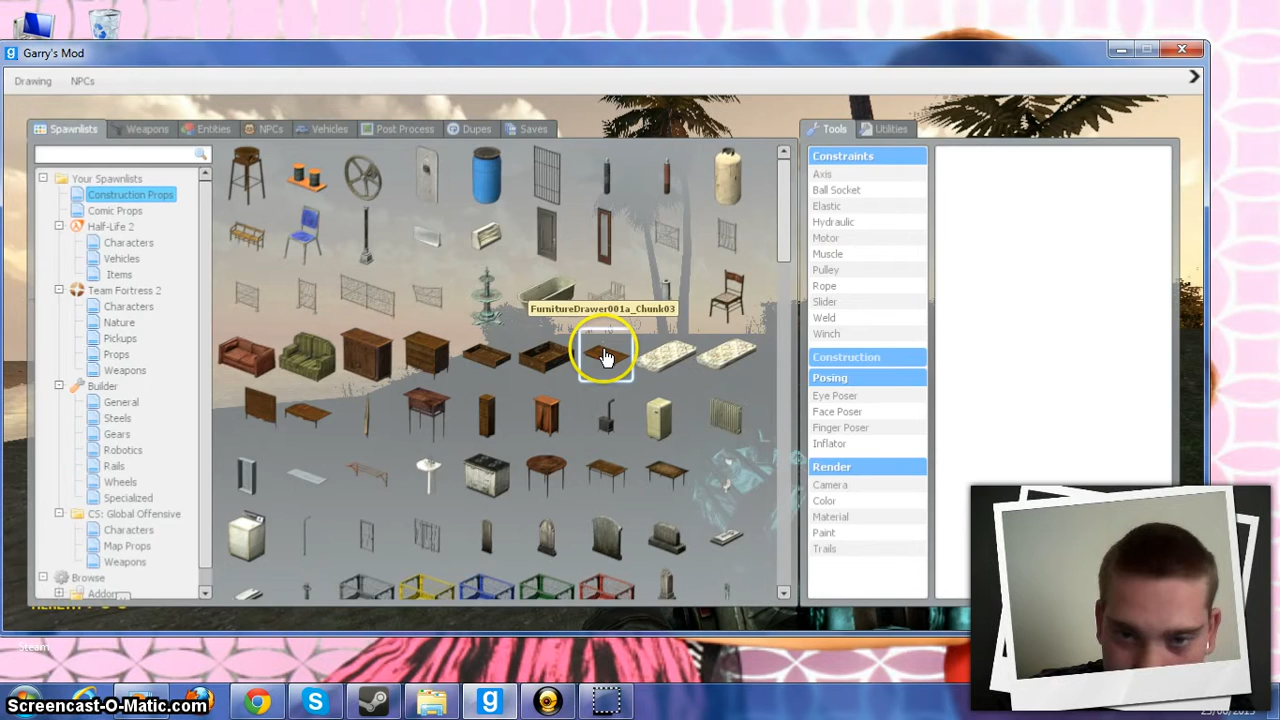 Garry's Mod
Drawing NPCs
Spawnlists Weapons Entities NPCs Vehicles Post Process Dupes Saves
Tools Utilities
Your Spawnlists
Construction Props
Comic Props
Half-Life 2
Characters
Vehicles
Items
Team Fortress 2
Characters
Nature
Pickups
Props
Weapons
Builder
General
Steels
Gears
Robotics
Rails
Wheels
Specialized
CS: Global Offensive
Characters
Map Props
Weapons
Browse
FurnitureDrawer001a_Chunk03
Constraints
Axis
Ball Socket
Elastic
Hydraulic
Motor
Muscle
Pulley
Rope
Slider
Weld
Winch
Construction
Posing
Eye Poser
Face Poser
Finger Poser
Inflator
Render
Camera
Color
Material
Paint
Trails
Steam
Screencast-O-Matic.com